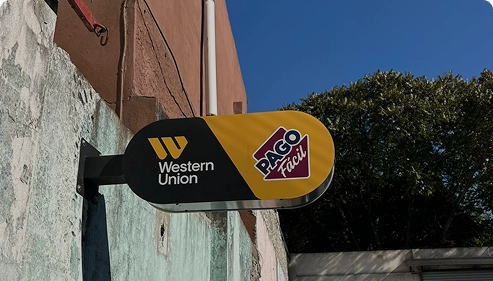 Western
Union
PAGO
Fácil